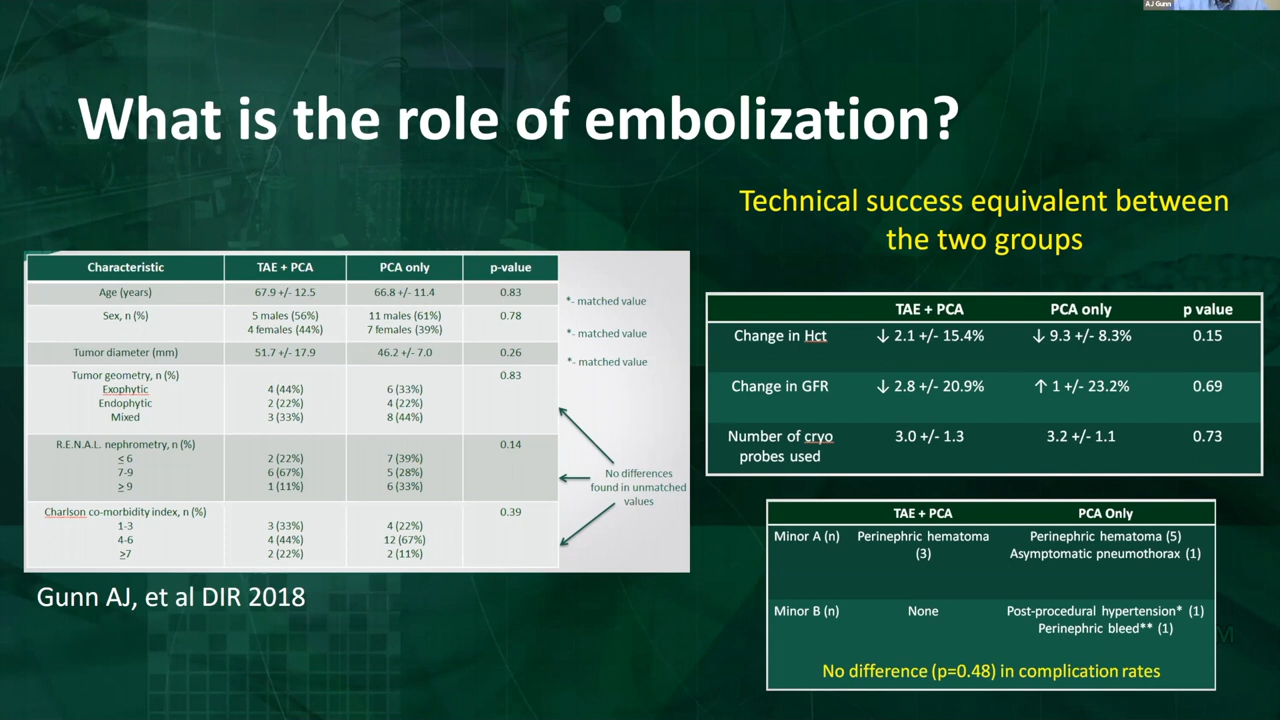 AJ Gunn
What is the role of embolization?
Technical success equivalent between
the two groups
Characteristic TAE + PCA PCA only p-value
Age (years) 67.9 +/- 12.5 66.8 +/- 11.4 0.83
Sex, n (%) 5 males (56%) 11 males (61%) 0.78
4 females (44%) 7 females (39%)
Tumor diameter (mm) 51.7 +/- 17.9 46.2 +/- 7.0 0.26
Tumor geometry, n (%) 0.83
Exophytic 4 (44%) 6 (33%)
Endophytic 2 (22%) 4 (22%)
Mixed 3 (33%) 8 (44%)
R.E.N.A.L. nephrometry, n (%) 0.14
≤ 6 2 (22%) 7 (39%)
7-9 6 (67%) 5 (28%)
≥ 9 1 (11%) 6 (33%)
Charlson co-morbidity index, n (%) 0.39
1-3 3 (33%) 4 (22%)
4-6 4 (44%) 12 (67%)
≥7 2 (22%) 2 (11%)
*- matched value
*- matched value
*- matched value
No differences
found in unmatched
values
Gunn AJ, et al DIR 2018
TAE + PCA PCA only p value
Change in Hct ↓ 2.1 +/- 15.4% ↓ 9.3 +/- 8.3% 0.15
Change in GFR ↓ 2.8 +/- 20.9% ↑ 1 +/- 23.2% 0.69
Number of cryo 3.0 +/- 1.3 3.2 +/- 1.1 0.73
probes used
TAE + PCA PCA Only
Minor A (n) Perinephric hematoma Perinephric hematoma (5)
(3) Asymptomatic pneumothorax (1)
Minor B (n) None Post-procedural hypertension* (1)
Perinephric bleed** (1)
No difference (p=0.48) in complication rates